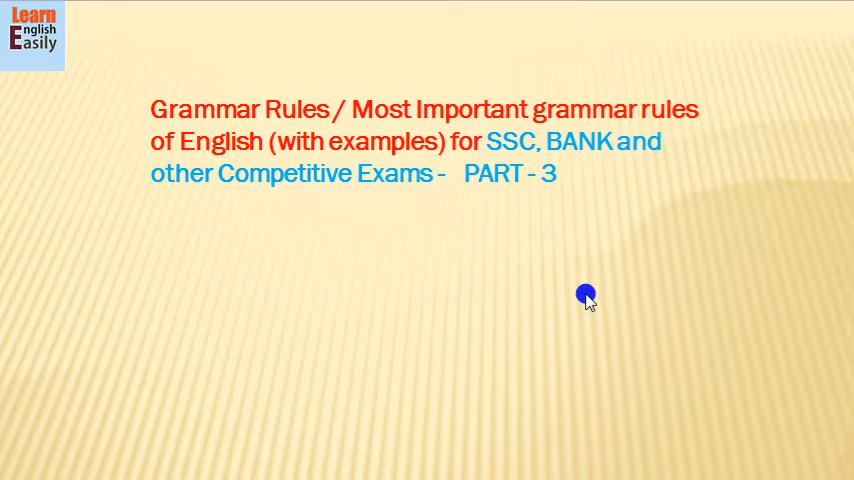 Learn
English
Easily
Grammar Rules / Most Important grammar rules
of English (with examples) for SSC, BANK and
other Competitive Exams - PART - 3